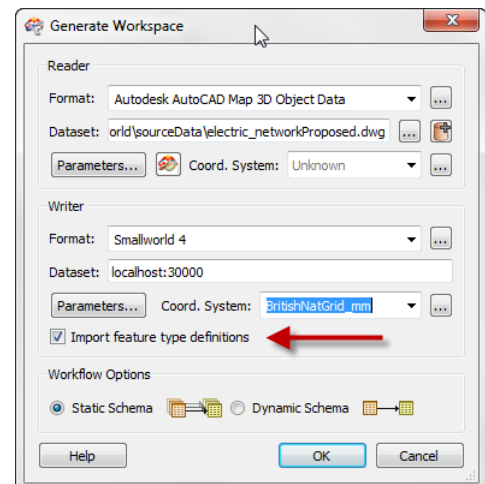 Generate Workspace
Reader
Format: Autodesk AutoCAD Map 3D Object Data ...
Dataset: orld\sourceData\electric_networkProposed.dwg ...
Parameters... Coord. System: Unknown ...
Writer
Format: Smallworld 4 ...
Dataset: localhost:30000
Parameters... Coord. System: BritishNatGrid_mm ...
Import feature type definitions
Workflow Options
Static Schema Dynamic Schema
Help OK Cancel